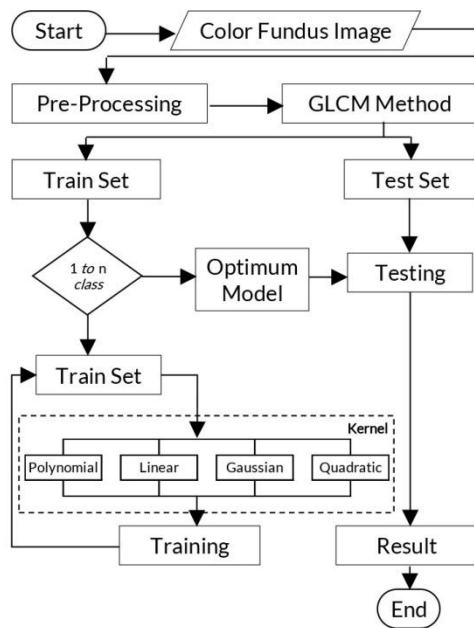 Start
Color Fundus Image
Pre-Processing
GLCM Method
Train Set
Test Set
1 to n
class
Optimum
Model
Testing
Train Set
Kernel
Polynomial
Linear
Gaussian
Quadratic
Training
Result
End